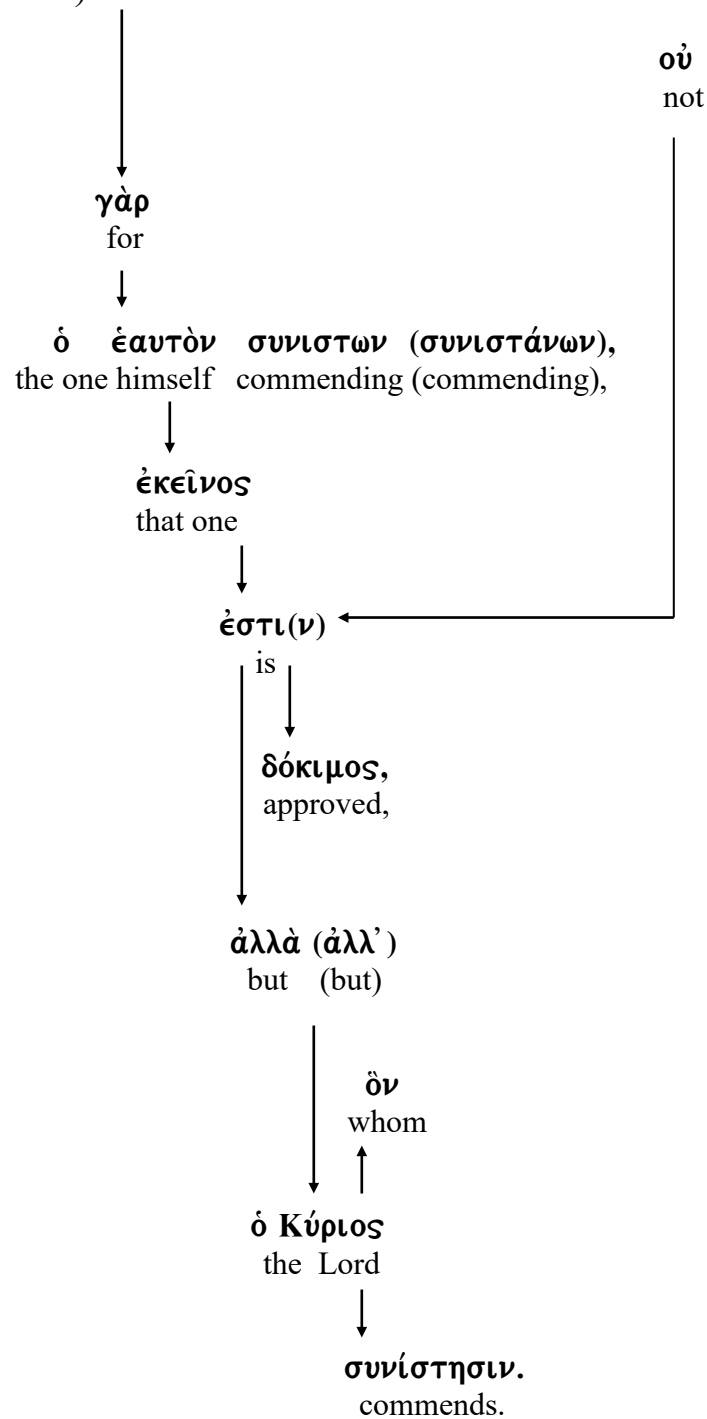 )
οὐ
not
γὰρ
for
ὁ ἑαυτὸν συνιστων (συνιστάνων),
the one himself commending (commending),
ἐκεῖνος
that one
ἐστι(ν)
is
δόκιμος,
approved,
ἀλλὰ (ἀλλ’)
but (but)
ὃν
whom
ὁ Κύριος
the Lord
συνίστησιν.
commends.